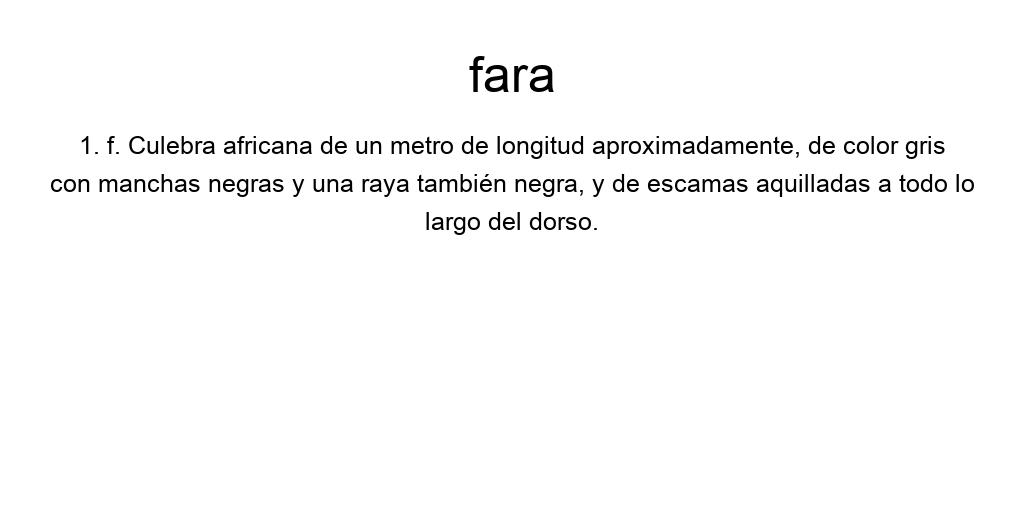 fara
1. f. Culebra africana de un metro de longitud aproximadamente, de color gris
con manchas negras y una raya también negra, y de escamas aquilladas a todo lo
largo del dorso.